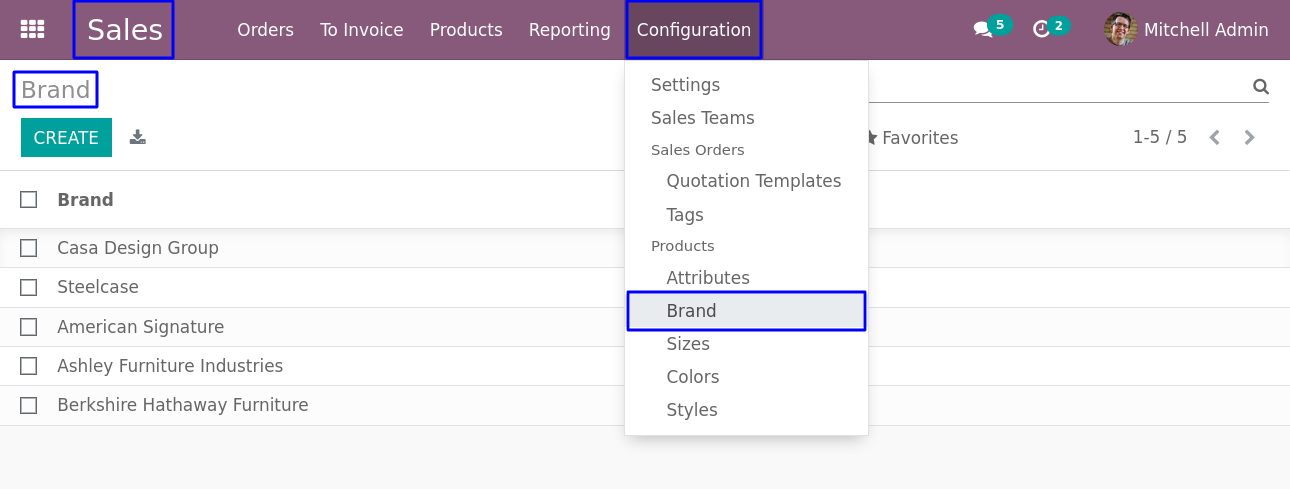 Sales Orders To Invoice Products Reporting Configuration 5 2 Mitchell Admin
Brand
CREATE
Favorites 1-5 / 5
Brand
Casa Design Group
Steelcase
American Signature
Ashley Furniture Industries
Berkshire Hathaway Furniture
Settings
Sales Teams
Sales Orders
Quotation Templates
Tags
Products
Attributes
Brand
Sizes
Colors
Styles